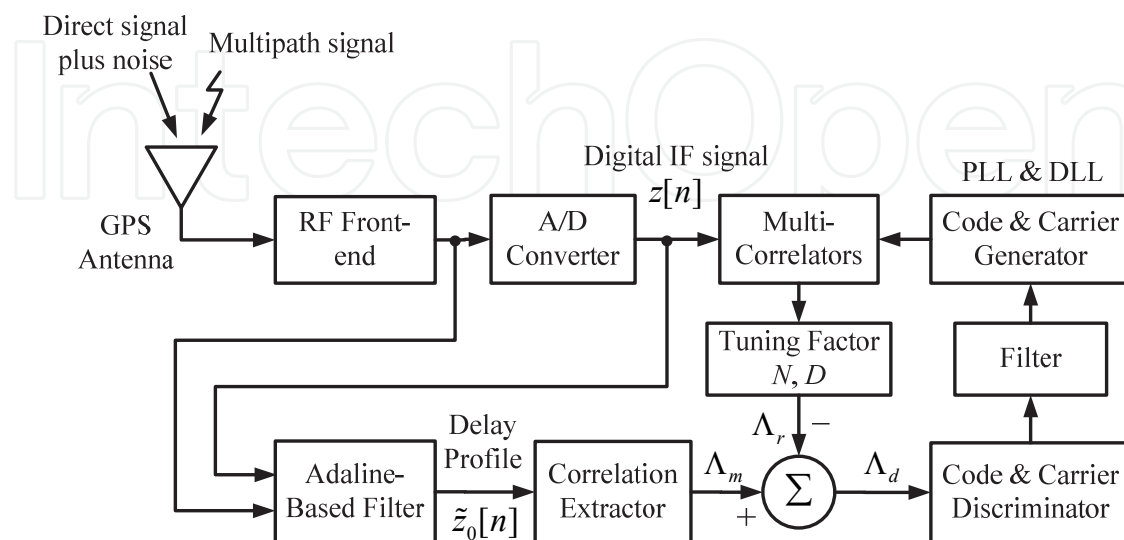 IntechOpen
Direct signal
plus noise
Multipath signal
GPS
Antenna
RF Front-
end
A/D
Converter
Digital IF signal
z[n]
Multi-
Correlators
PLL & DLL
Code & Carrier
Generator
Tuning Factor
N, D
Filter
Λr
−
Adaline-
Based Filter
Delay
Profile
z̃0[n]
Correlation
Extractor
Λm
+
Σ
Λd
Code & Carrier
Discriminator